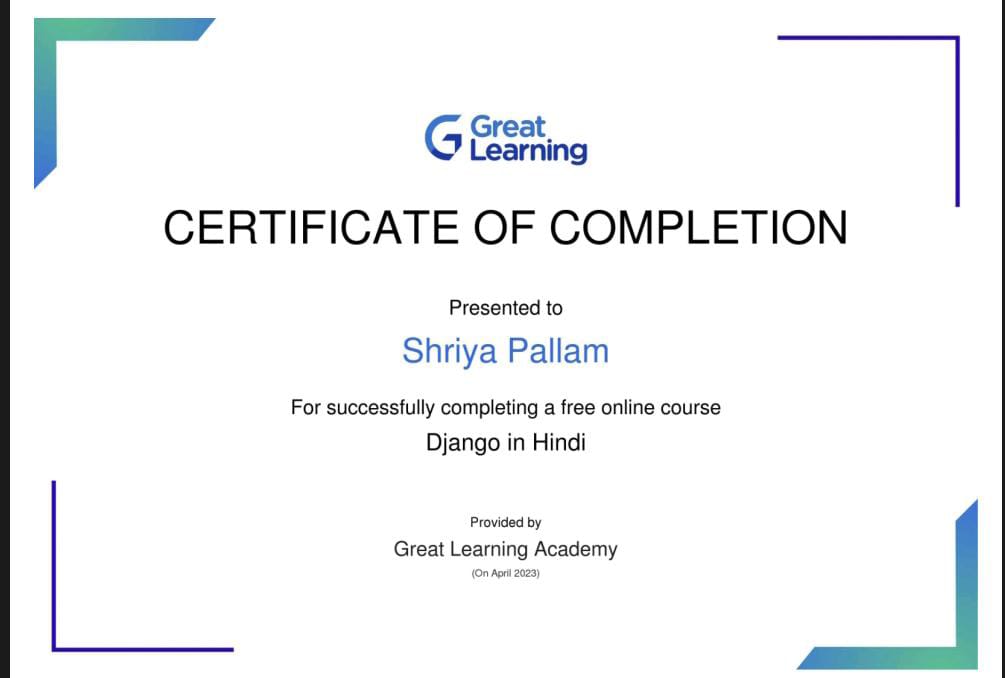 Great
Learning
CERTIFICATE OF COMPLETION
Presented to
Shriya Pallam
For successfully completing a free online course
Django in Hindi
Provided by
Great Learning Academy
(On April 2023)